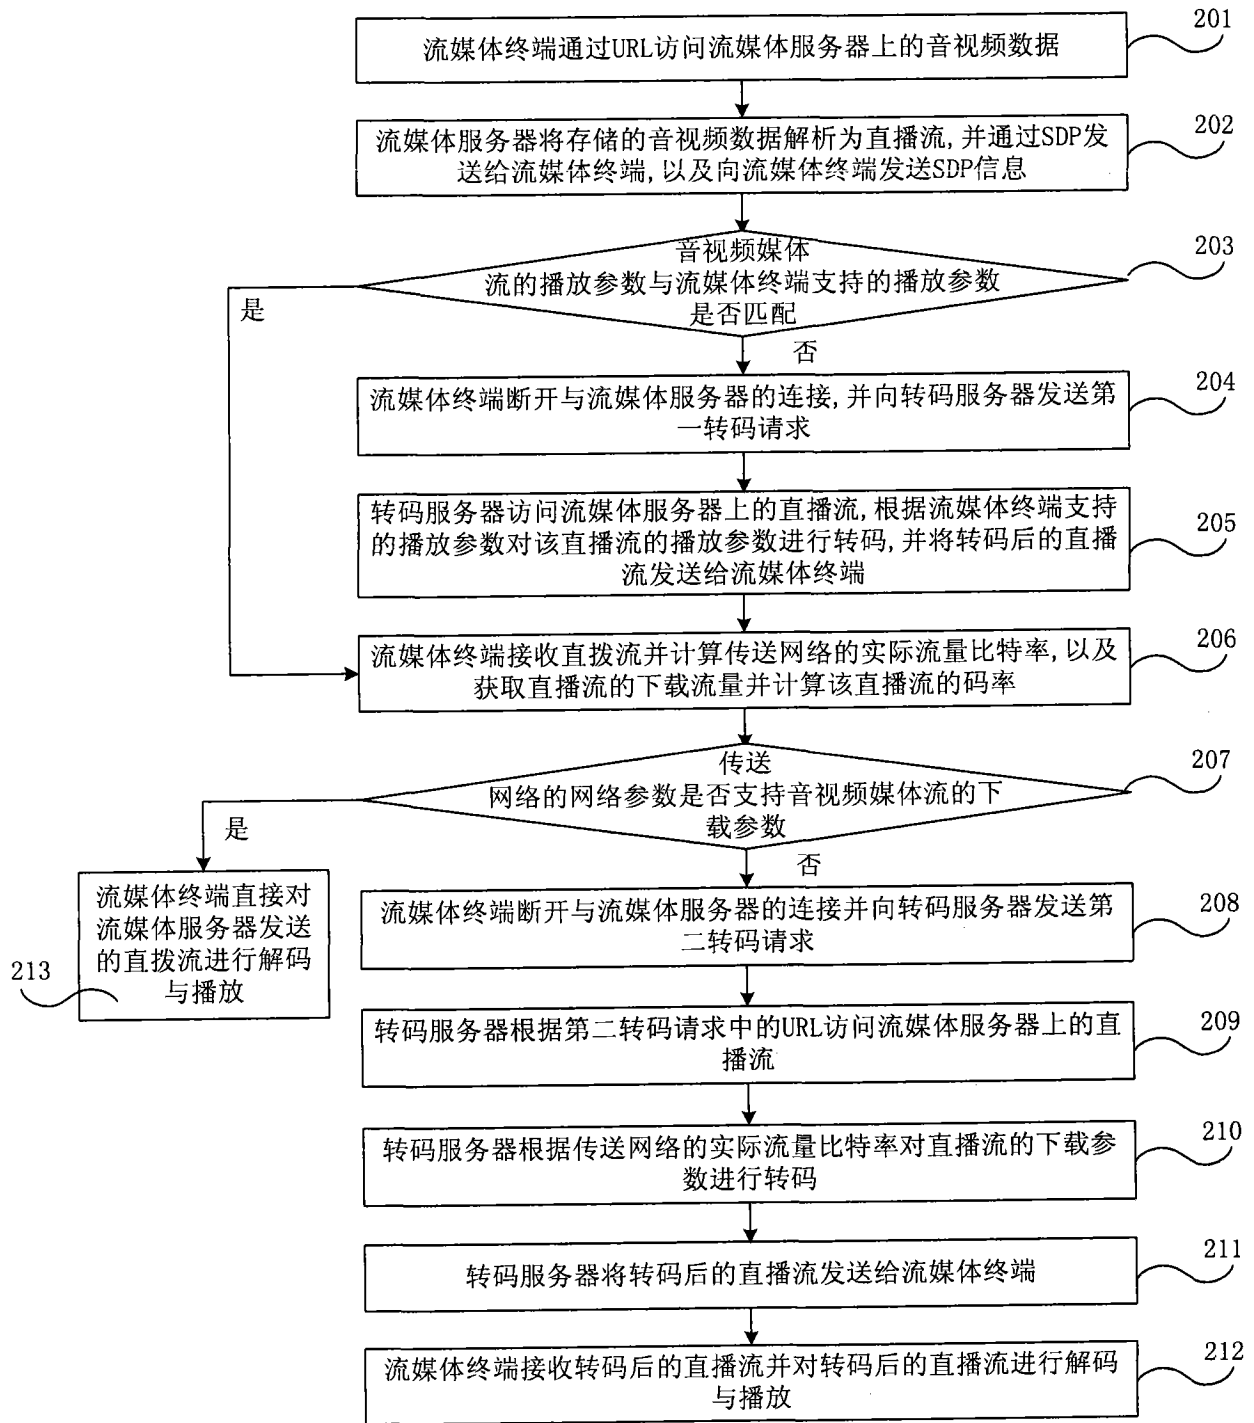 201
流媒体终端通过URL访问流媒体服务器上的音视频数据
202
流媒体服务器将存储的音视频数据解析为直播流,并通过SDP发
送给流媒体终端,以及向流媒体终端发送SDP信息
203
音视频媒体
流的播放参数与流媒体终端支持的播放参数
是否匹配
是
否
204
流媒体终端断开与流媒体服务器的连接,并向转码服务器发送第
一转码请求
205
转码服务器访问流媒体服务器上的直播流,根据流媒体终端支持
的播放参数对该直播流的播放参数进行转码,并将转码后的直播
流发送给流媒体终端
206
流媒体终端接收直拨流并计算传送网络的实际流量比特率,以及
获取直播流的下载流量并计算该直播流的码率
207
传送
网络的网络参数是否支持音视频媒体流的下
载参数
是
否
流媒体终端直接对
流媒体服务器发送
的直拨流进行解码
与播放
213
208
流媒体终端断开与流媒体服务器的连接并向转码服务器发送第
二转码请求
209
转码服务器根据第二转码请求中的URL访问流媒体服务器上的直
播流
210
转码服务器根据传送网络的实际流量比特率对直播流的下载参
数进行转码
211
转码服务器将转码后的直播流发送给流媒体终端
212
流媒体终端接收转码后的直播流并对转码后的直播流进行解码
与播放